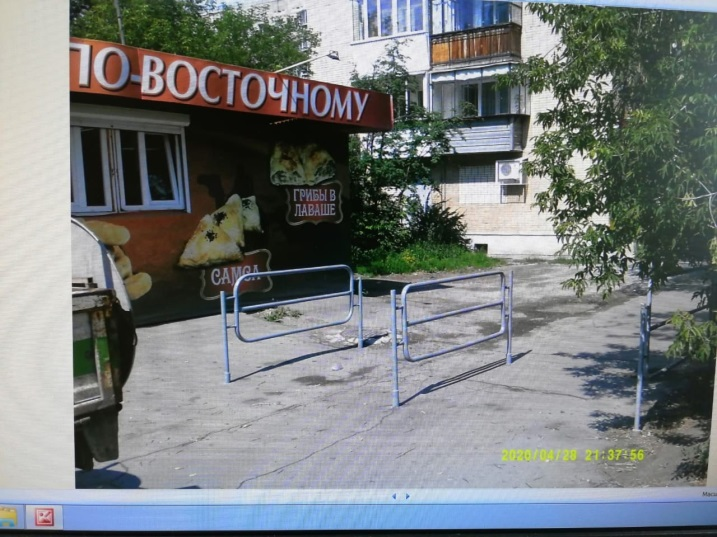 ПО-ВОСТОЧНОМУ
ГРИБЫ В
ЛАВАШЕ
САМСА
2020/04/28 21:37:56